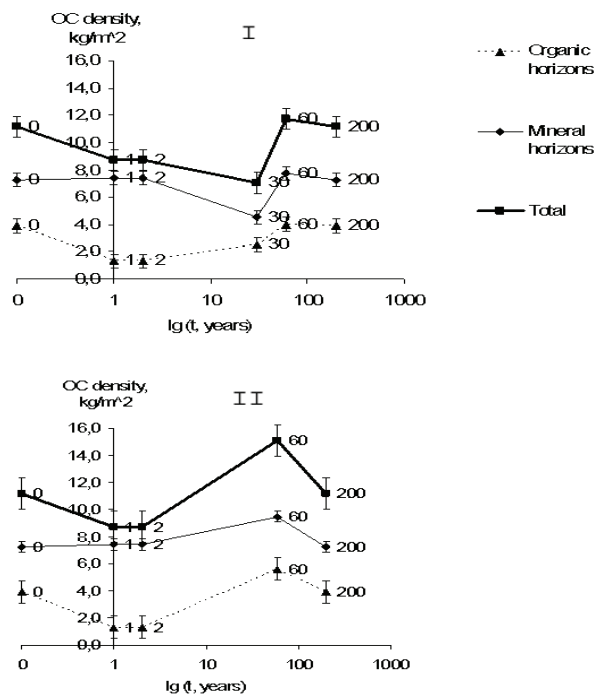 OC density,
kg/m^2
I
16,0
14,0
12,0
10,0
8,0
6,0
4,0
2,0
0,0
0 1 2 30 60 200
0 1 2 30 60 200
0 1 2 30 60 200
0 1 10 100 1000
lg (t, years)
Organic
horizons
Mineral
horizons
Total
OC density,
kg/m^2
II
16,0
14,0
12,0
10,0
8,0
6,0
4,0
2,0
0,0
0 1 2 60 200
0 1 2 60 200
0 1 2 60 200
0 1 10 100 1000
lg (t, years)